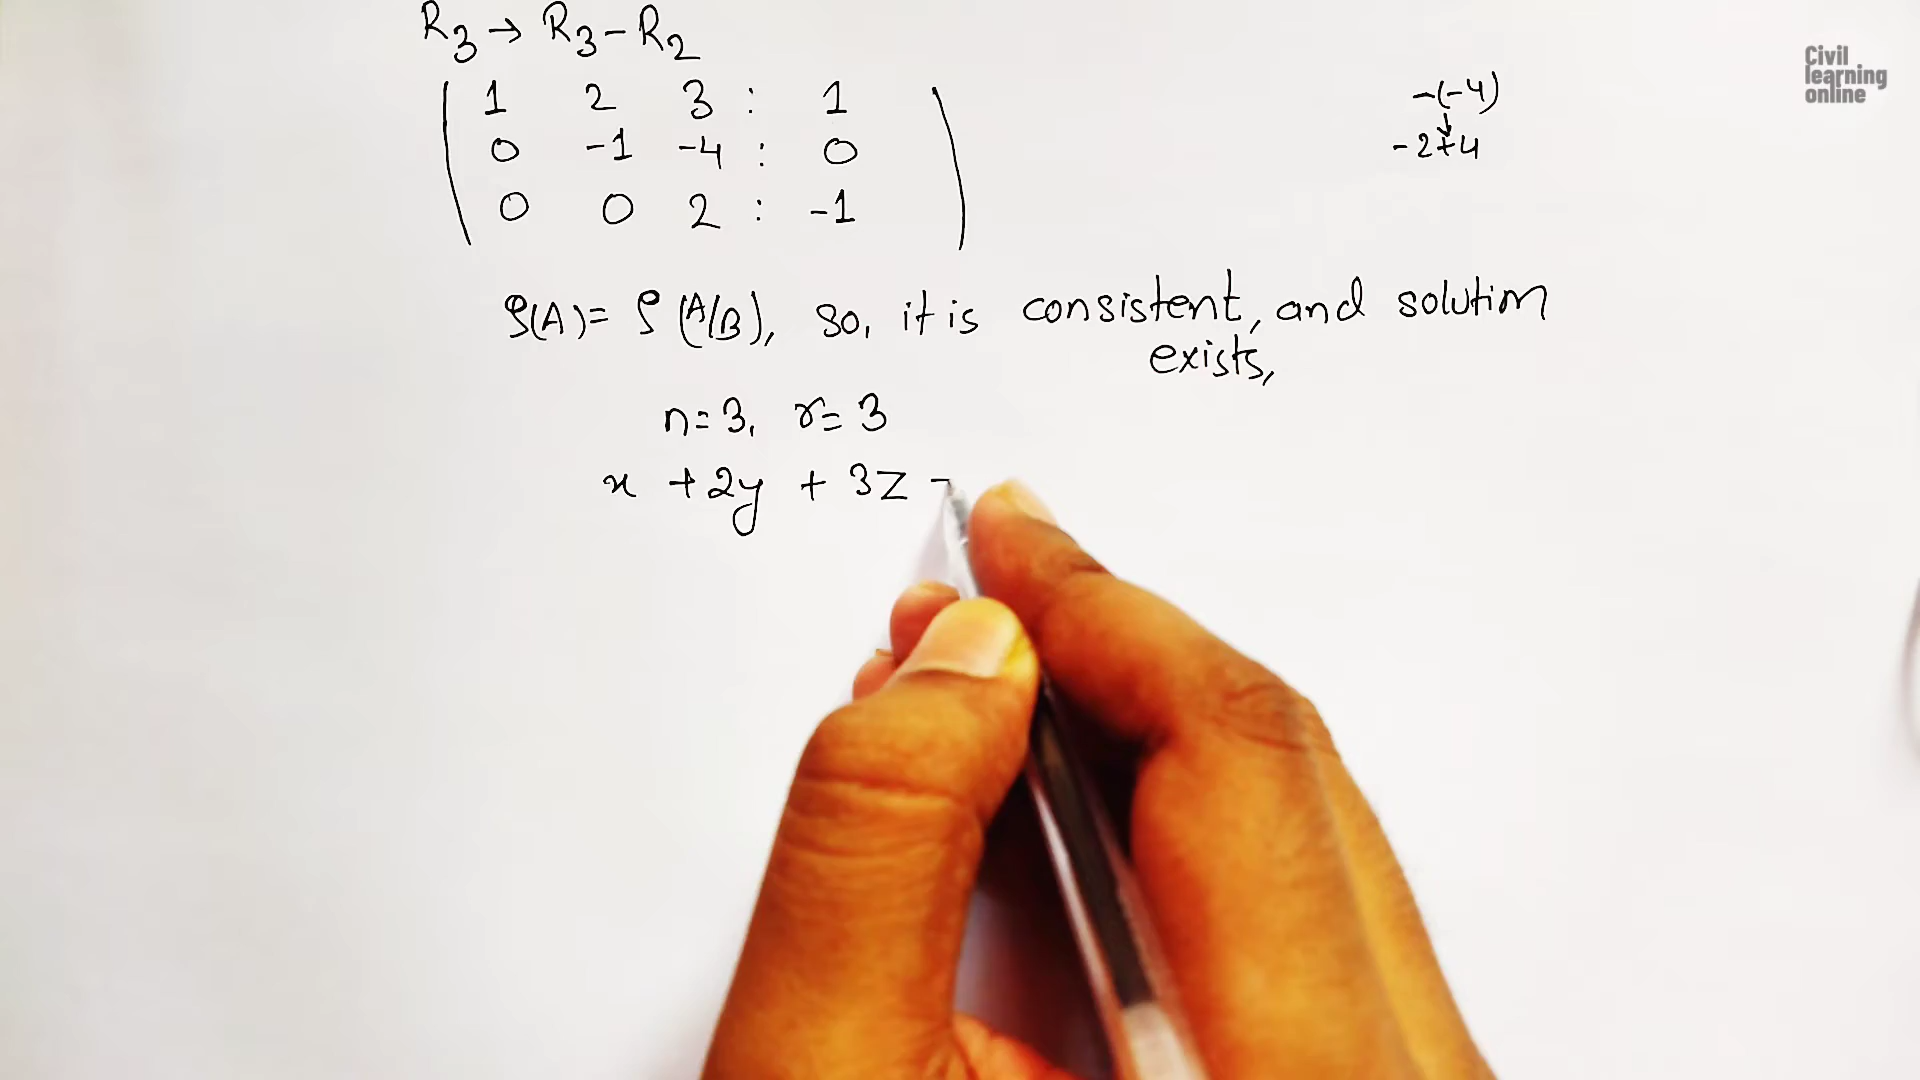 R3 → R3 - R2
1 2 3 : 1
0 -1 -4 : 0
0 0 2 : -1
ρ(A) = ρ(A/B), so, it is consistent, and solution
exists,
n = 3, r = 3
x + 2y + 3z -
-(-4)
↓
-2+4
Civil
learning
online